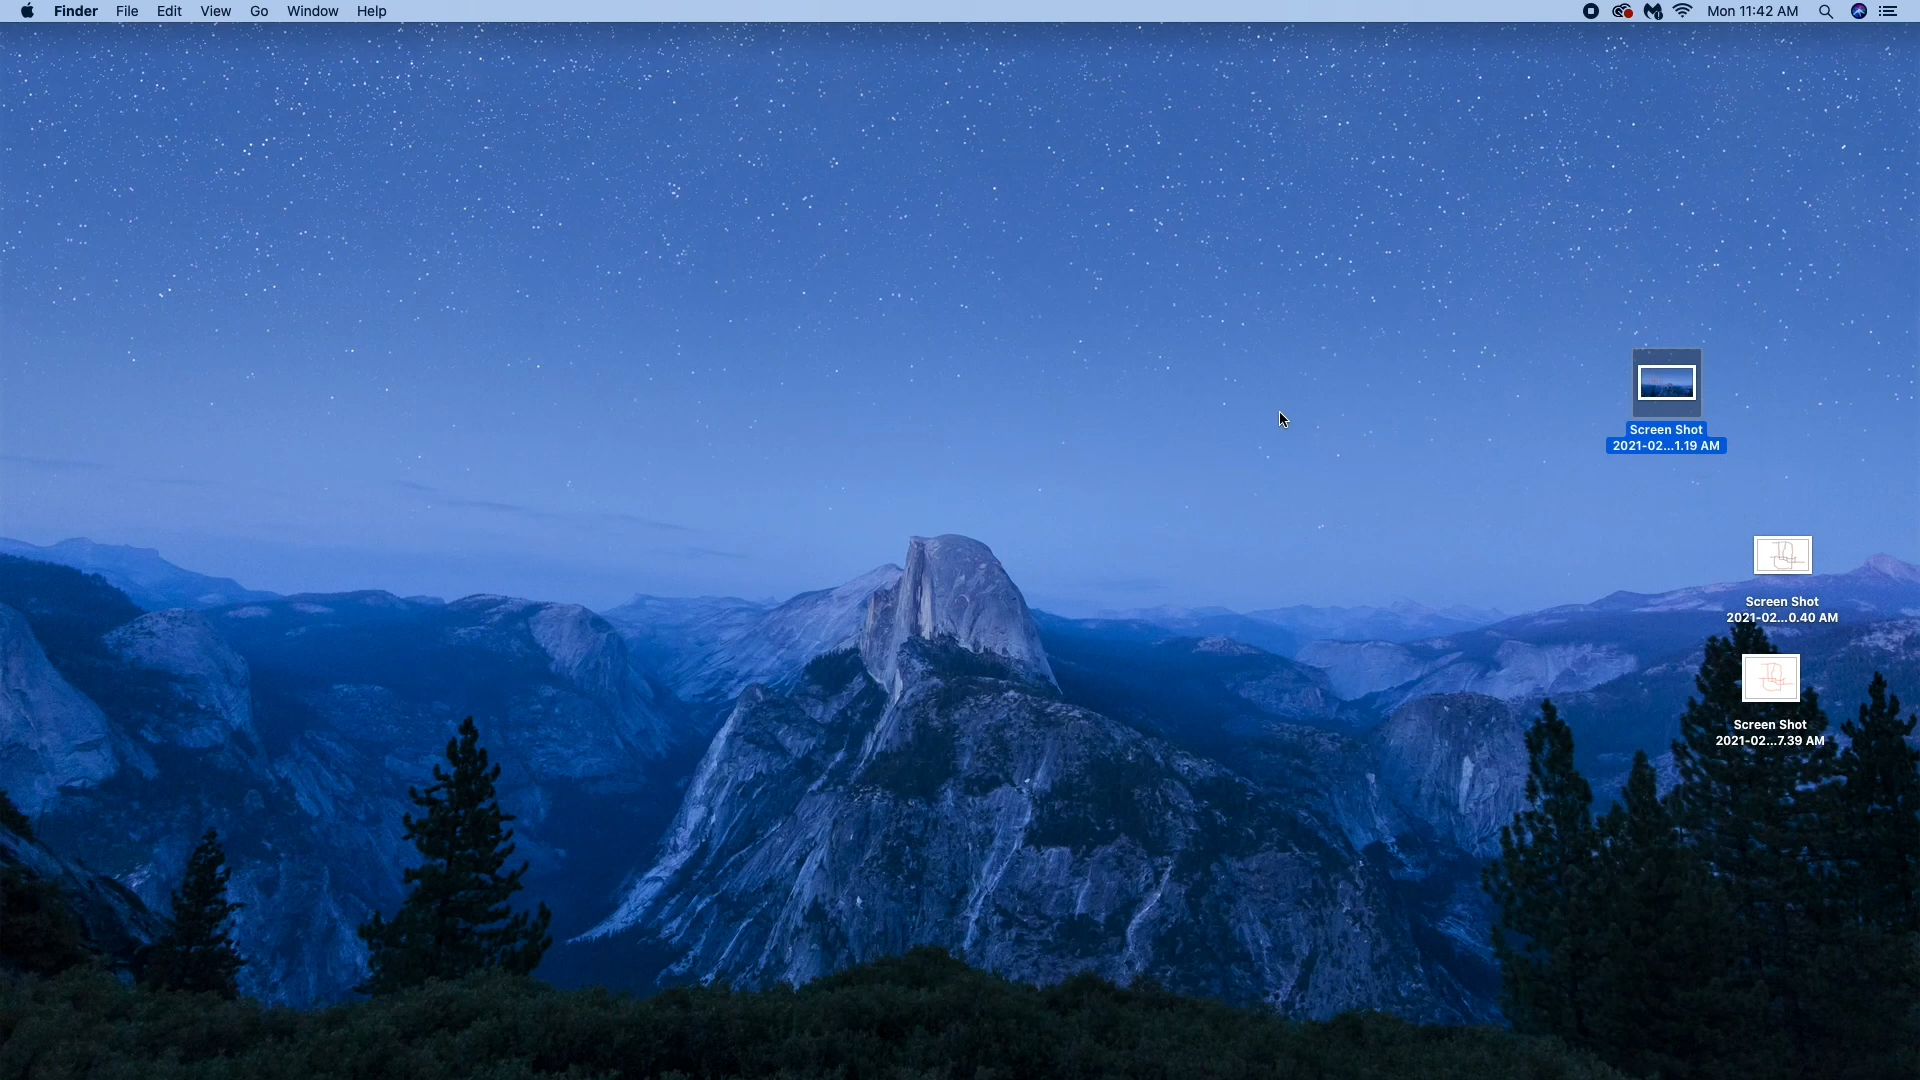 Finder File Edit View Go Window Help Mon 11:42 AM
Screen Shot
2021-02...1.19 AM
Screen Shot
2021-02...0.40 AM
Screen Shot
2021-02...7.39 AM